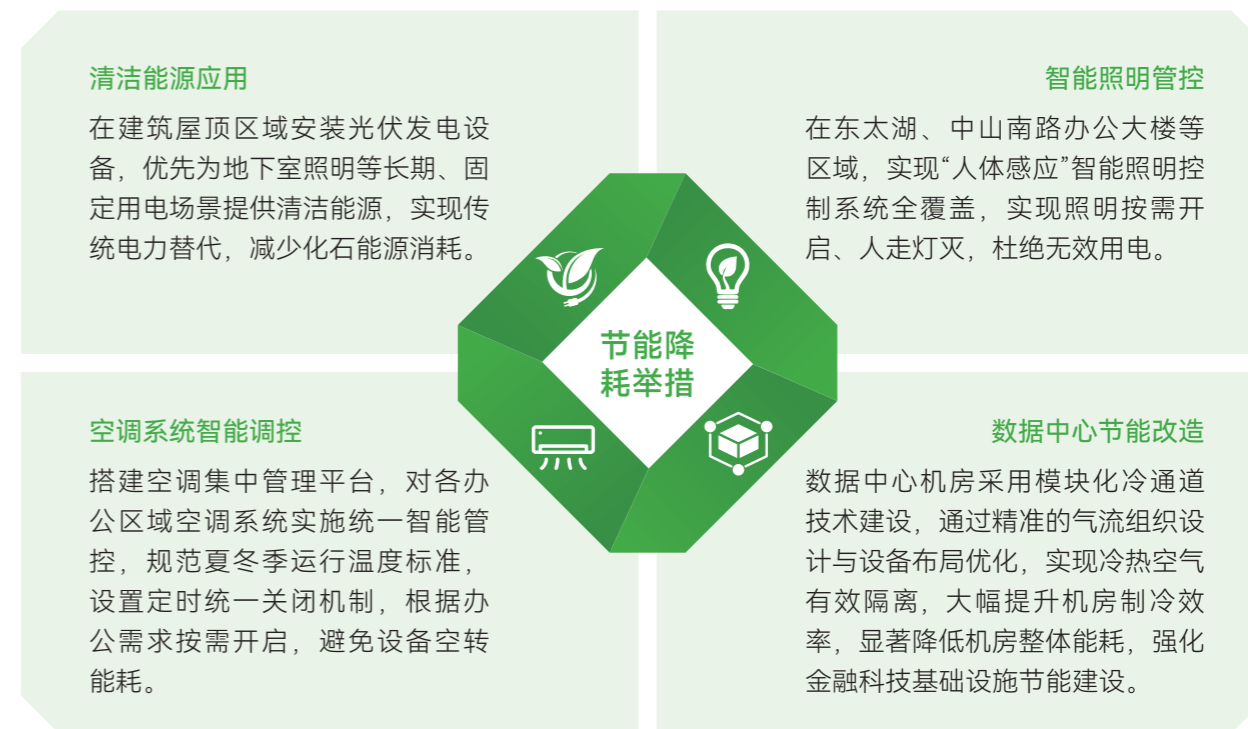 清洁能源应用
在建筑屋顶区域安装光伏发电设
备，优先为地下室照明等长期、固
定用电场景提供清洁能源，实现传
统电力替代，减少化石能源消耗。
智能照明管控
在东太湖、中山南路办公大楼等
区域，实现“人体感应”智能照明控
制系统全覆盖，实现照明按需开
启、人走灯灭，杜绝无效用电。
节能降
耗举措
空调系统智能调控
搭建空调集中管理平台，对各办
公区域空调系统实施统一智能管
控，规范夏冬季运行温度标准，
设置定时统一关闭机制，根据办
公需求按需开启，避免设备空转
能耗。
数据中心节能改造
数据中心机房采用模块化冷通道
技术建设，通过精准的气流组织设
计与设备布局优化，实现冷热空气
有效隔离，大幅提升机房制冷效
率，显著降低机房整体能耗，强化
金融科技基础设施节能建设。